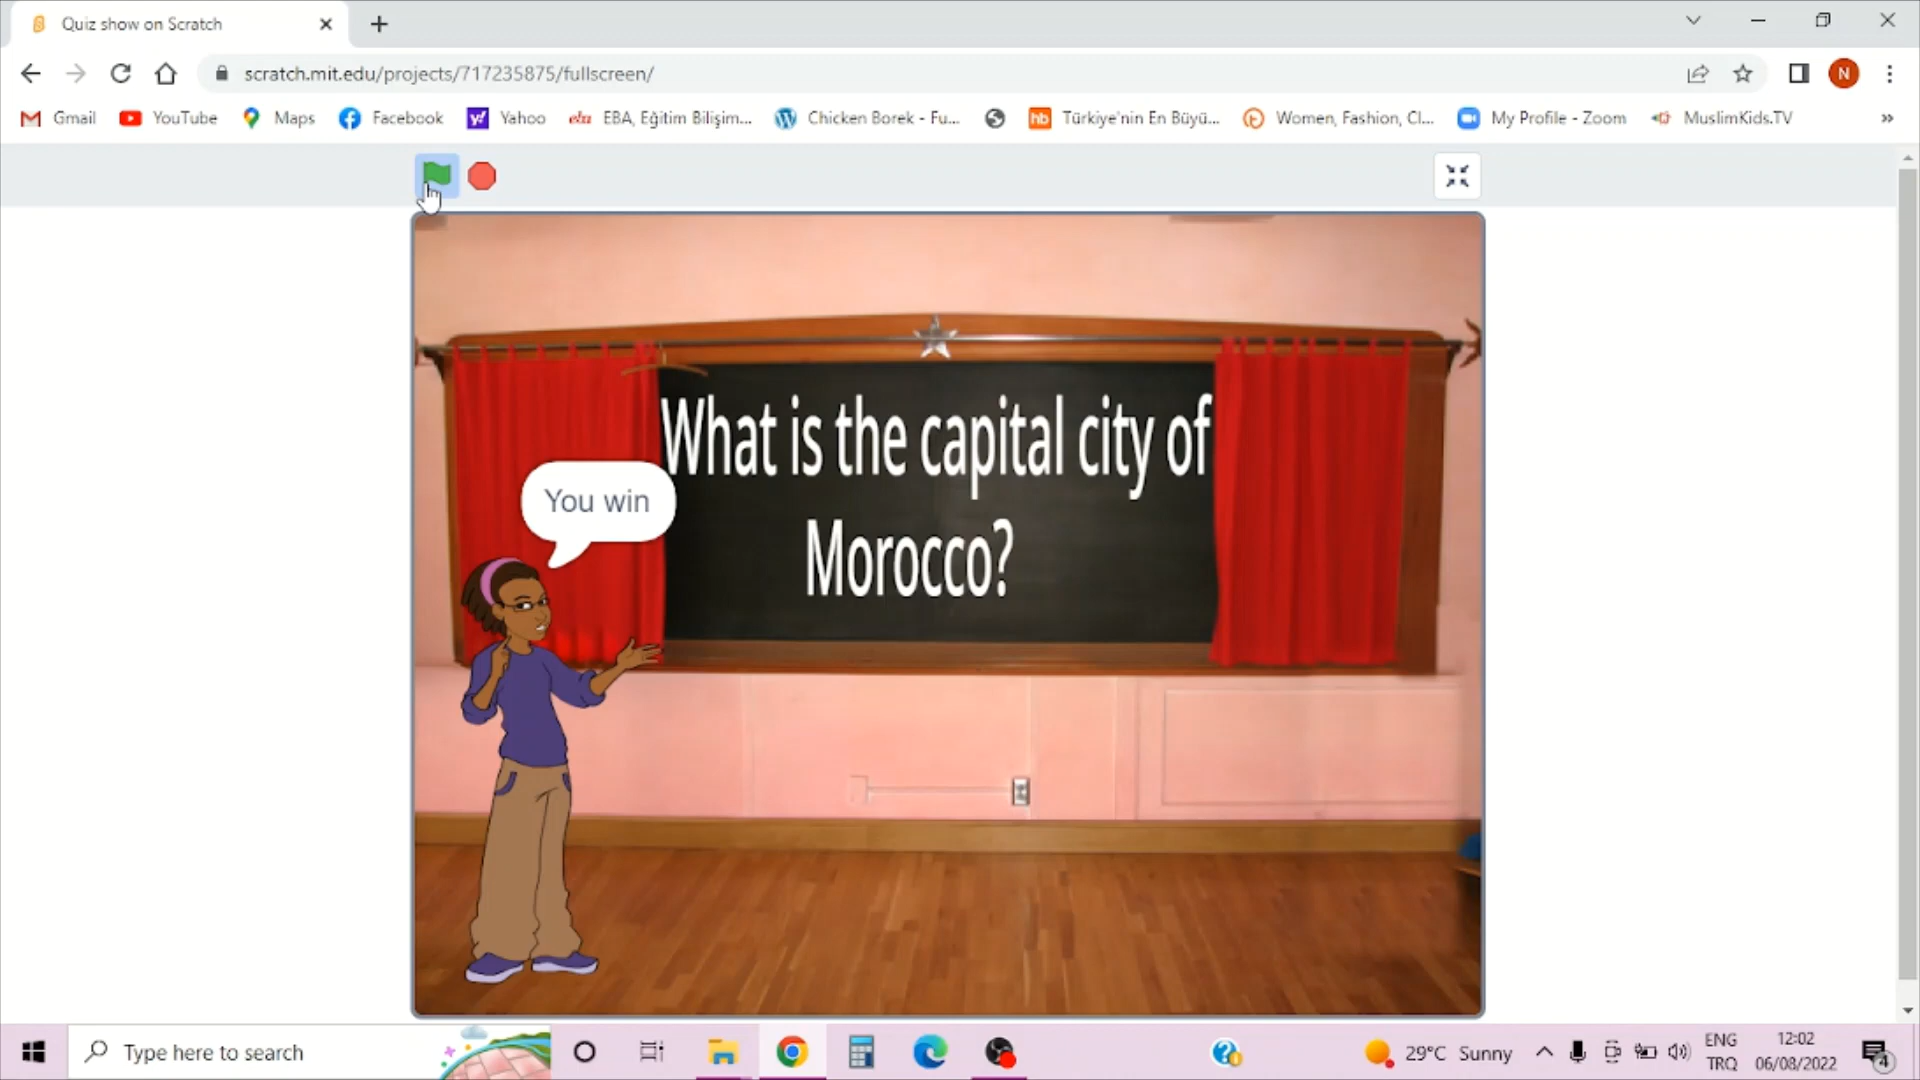 Quiz show on Scratch
scratch.mit.edu/projects/717235875/fullscreen/
N
Gmail
YouTube
Maps
Facebook
Yahoo
EBA, Eğitim Bilişim...
Chicken Borek - Fu...
hb Türkiye'nin En Büyü...
Women, Fashion, Cl...
My Profile - Zoom
MuslimKids.TV
»
What is the capital city of
Morocco?
You win
Type here to search
29°C Sunny
ENG
TRQ
12:02
06/08/2022
4